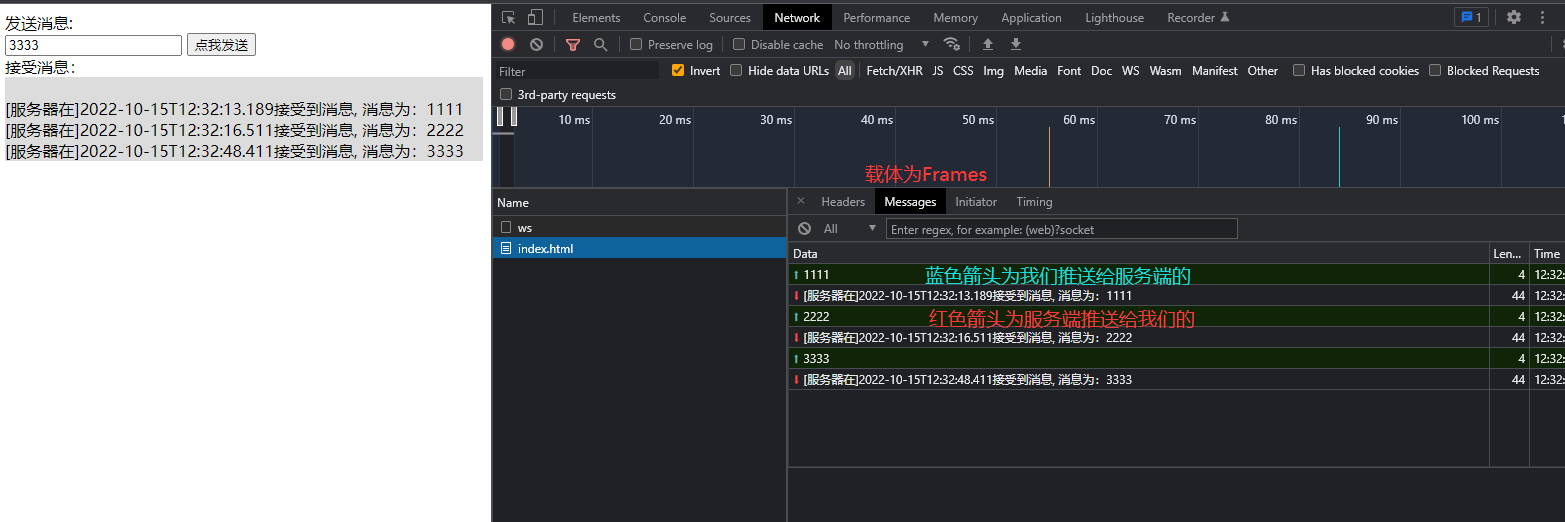 发送消息:
3333 点我发送
接受消息：
[服务器在]2022-10-15T12:32:13.189接受到消息, 消息为：1111
[服务器在]2022-10-15T12:32:16.511接受到消息, 消息为：2222
[服务器在]2022-10-15T12:32:48.411接受到消息, 消息为：3333
Elements Console Sources Network Performance Memory Application Lighthouse Recorder 1
Preserve log Disable cache No throttling
Filter Invert Hide data URLs All Fetch/XHR JS CSS Img Media Font Doc WS Wasm Manifest Other Has blocked cookies Blocked Requests
3rd-party requests
10 ms 20 ms 30 ms 40 ms 50 ms 60 ms 70 ms 80 ms 90 ms 100 ms 1
载体为Frames
Name
ws
index.html
× Headers Messages Initiator Timing
All Enter regex, for example: (web)?socket
Data Len... Time
↑ 1111 蓝色箭头为我们推送给服务端的 4 12:32:
↓ [服务器在]2022-10-15T12:32:13.189接受到消息, 消息为：1111 44 12:32:
↑ 2222 红色箭头为服务端推送给我们的 4 12:32:
↓ [服务器在]2022-10-15T12:32:16.511接受到消息, 消息为：2222 44 12:32:
↑ 3333 4 12:32:
↓ [服务器在]2022-10-15T12:32:48.411接受到消息, 消息为：3333 44 12:32: